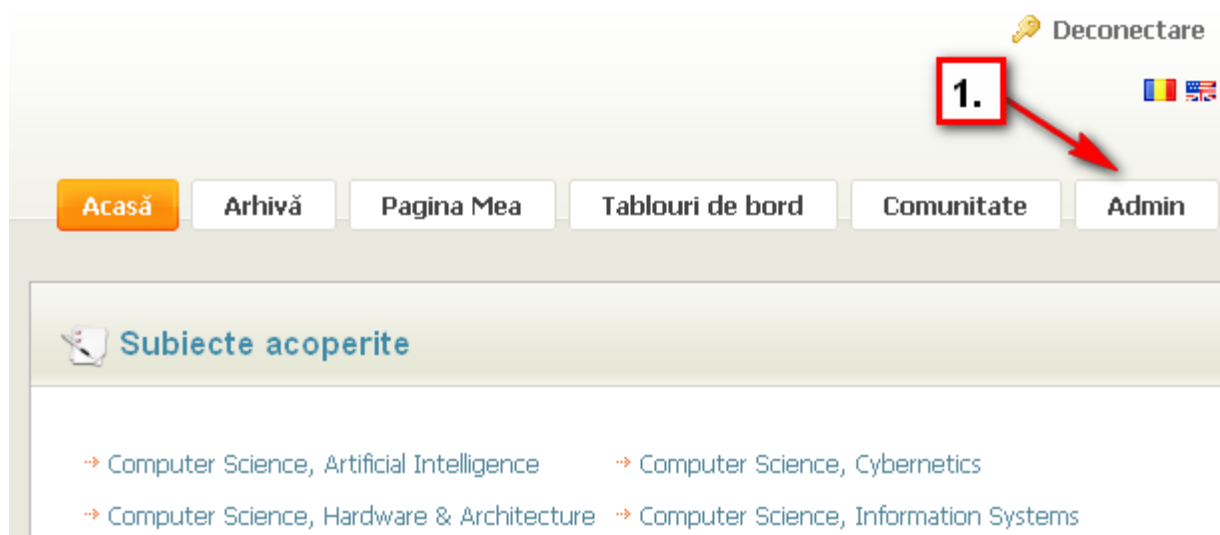 Deconectare
1.
Acasă Arhivă Pagina Mea Tablouri de bord Comunitate Admin
Subiecte acoperite
Computer Science, Artificial Intelligence Computer Science, Cybernetics
Computer Science, Hardware & Architecture Computer Science, Information Systems